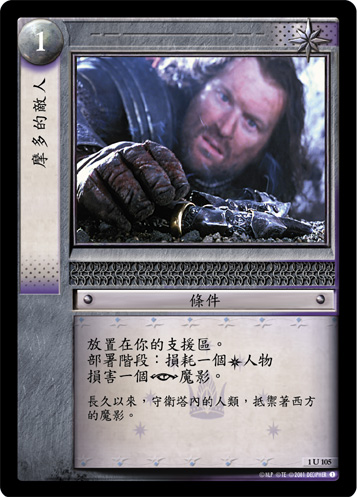 1
摩多的敵人
條件
放置在你的支援區。
部署階段：損耗一個人物
損害一個魔影。
長久以來，守衛塔內的人類，抵禦著西方
的魔影。
1 U 105